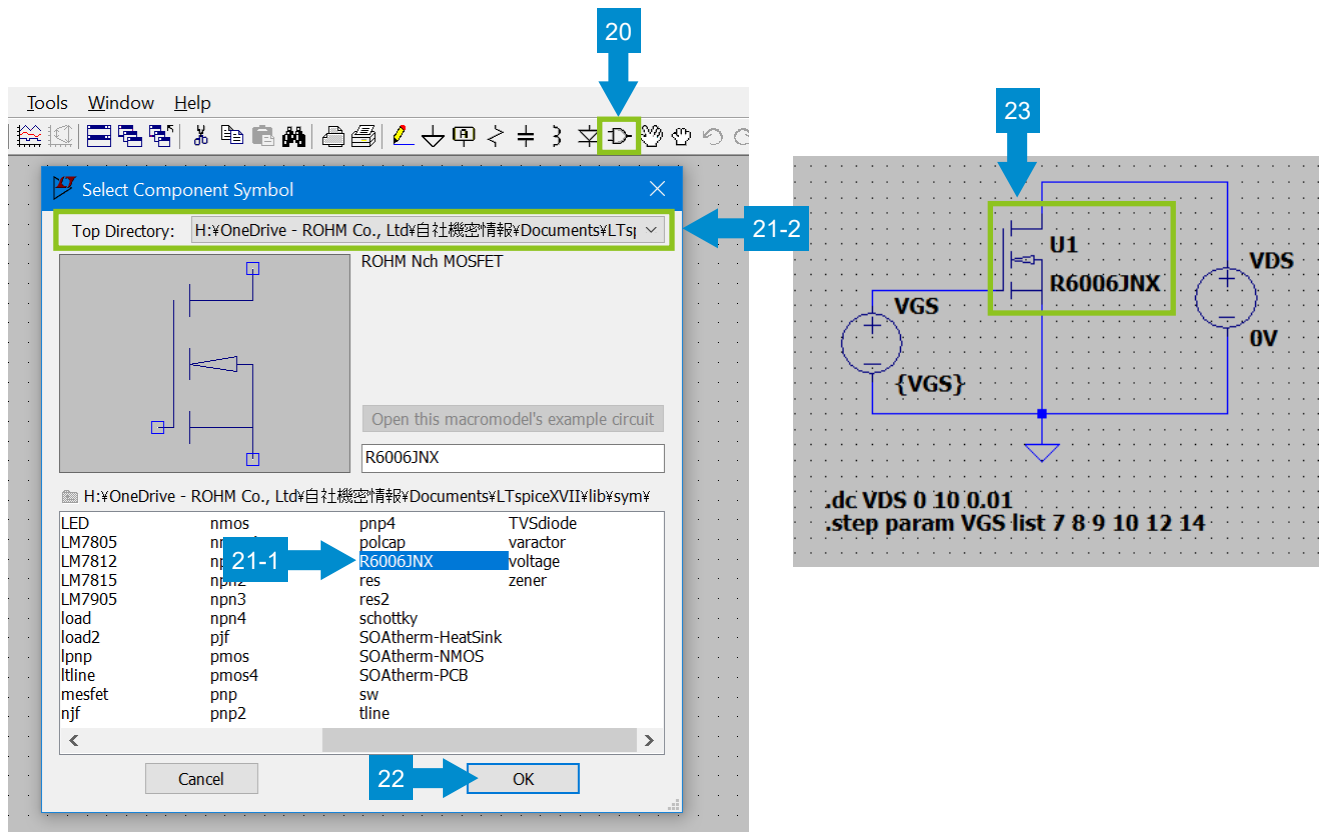 20
Tools Window Help
Select Component Symbol
Top Directory: H:¥OneDrive - ROHM Co., Ltd¥自社機密情報¥Documents¥LTsp
21-2
ROHM Nch MOSFET
Open this macromodel's example circuit
R6006JNX
H:¥OneDrive - ROHM Co., Ltd¥自社機密情報¥Documents¥LTspiceXVII¥lib¥sym¥
LED nmos pnp4 TVSdiode
LM7805 polcap varactor
LM7812 21-1 R6006JNX voltage
LM7815 npn2 res zener
LM7905 npn3 res2
load npn4 schottky
load2 pjf SOAtherm-HeatSink
lpnp pmos SOAtherm-NMOS
ltline pmos4 SOAtherm-PCB
mesfet pnp sw
njf pnp2 tline
Cancel 22 OK
23
U1
R6006JNX
VDS
0V
VGS
{VGS}
.dc VDS 0 10 0.01
.step param VGS list 7 8 9 10 12 14